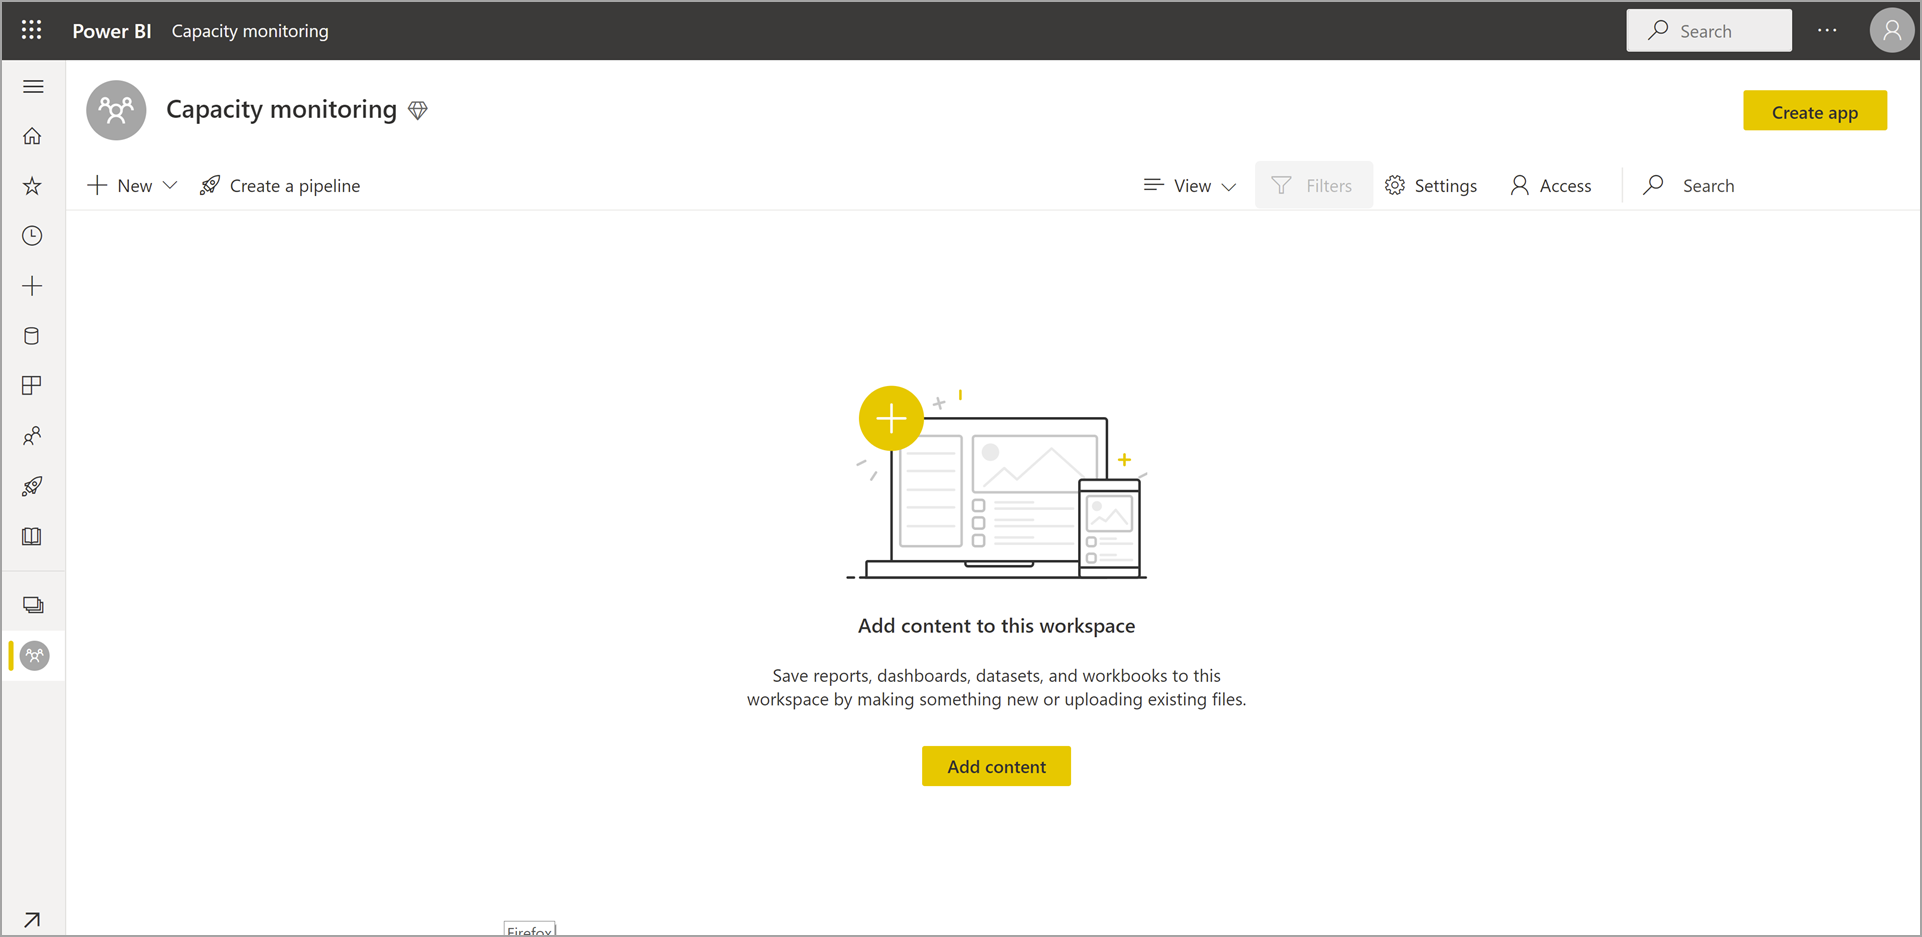 Power BI Capacity monitoring Search
Capacity monitoring
Create app
New Create a pipeline View Filters Settings Access Search
Add content to this workspace
Save reports, dashboards, datasets, and workbooks to this
workspace by making something new or uploading existing files.
Add content
Firefox